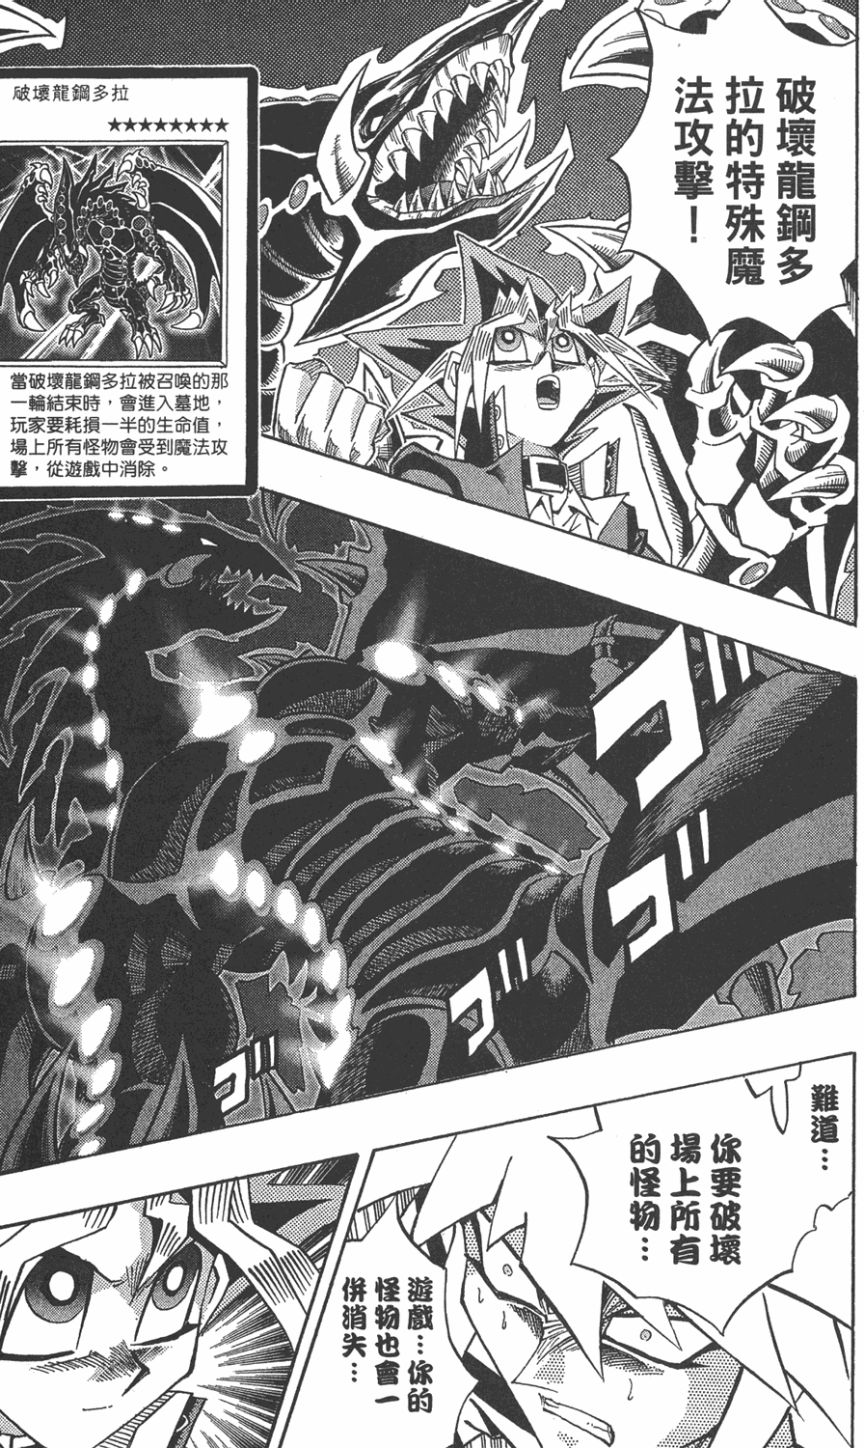 破壞龍鋼多
拉的特殊魔
法攻擊！
破壞龍鋼多拉
★★★★★★★★
當破壞龍鋼多拉被召喚的那
一輪結束時，會進入墓地，
玩家要耗損一半的生命值，
場上所有怪物會受到魔法攻
擊，從遊戲中消除。
ゴ
ゴ
ゴ
ゴ
難道…
你要破壞
場上所有
的怪物…
遊戲…你的
怪物也會一
併消失…